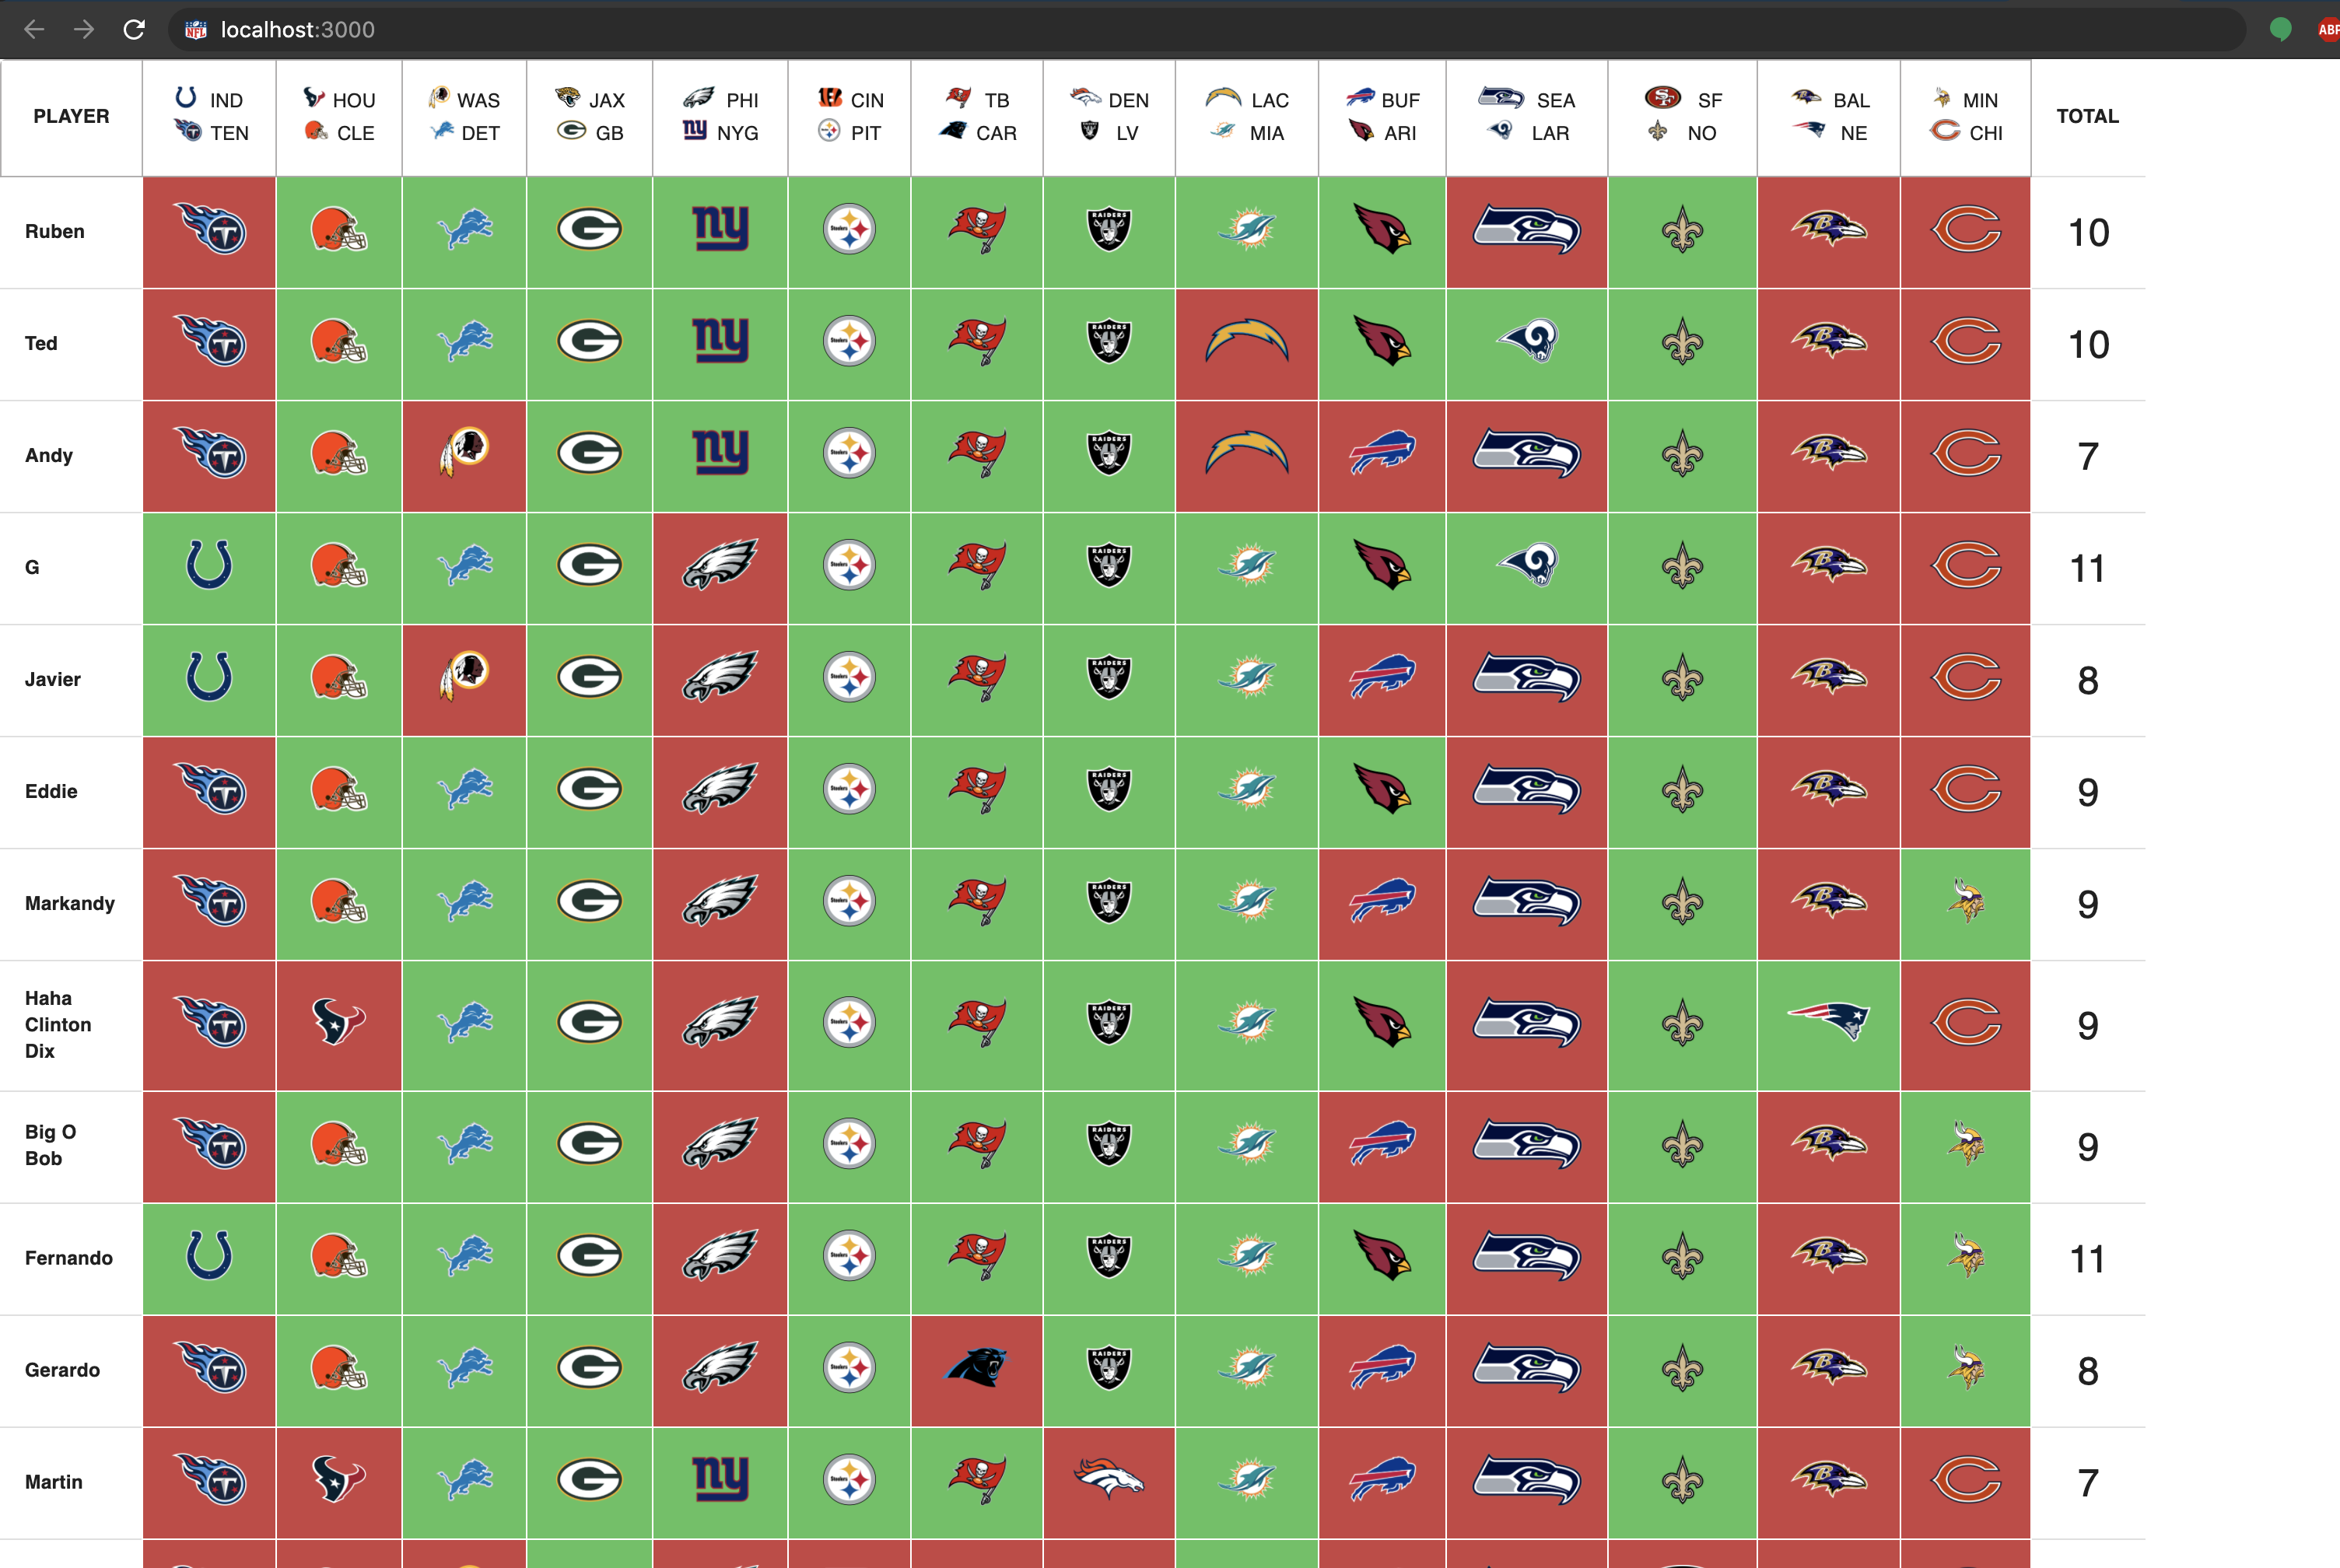 localhost:3000
ABP
PLAYER
IND
TEN
HOU
CLE
WAS
DET
JAX
GB
PHI
NYG
CIN
PIT
TB
CAR
DEN
LV
LAC
MIA
BUF
ARI
SEA
LAR
SF
NO
BAL
NE
MIN
CHI
TOTAL
Ruben
10
Ted
10
Andy
7
G
11
Javier
8
Eddie
9
Markandy
9
Haha
Clinton
Dix
9
Big O
Bob
9
Fernando
11
Gerardo
8
Martin
7